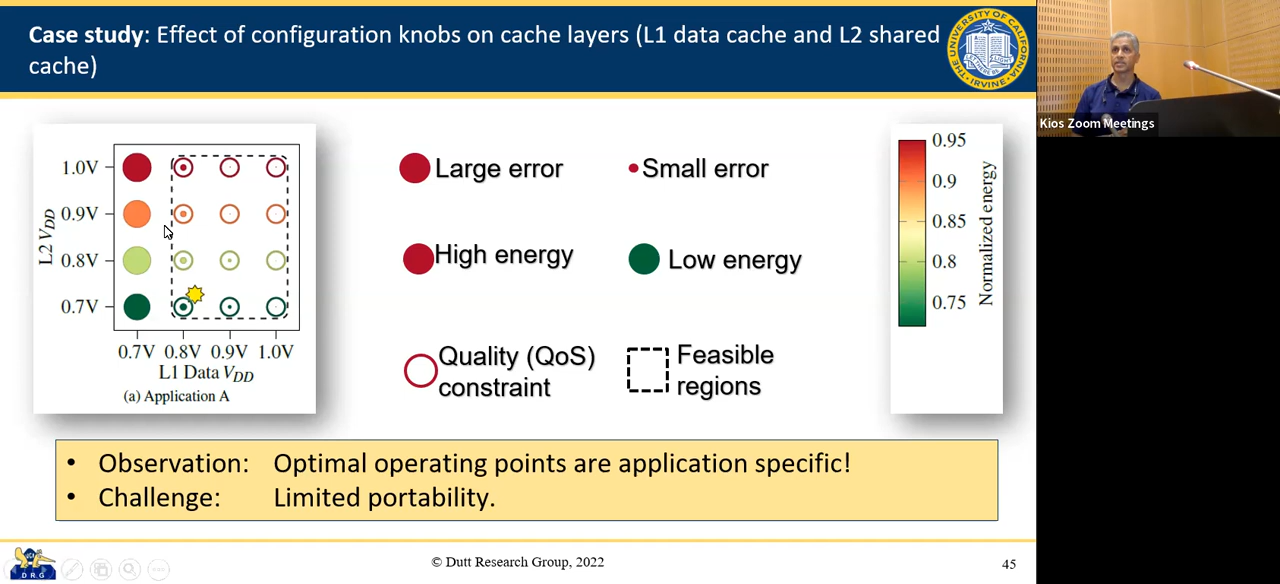 Case study: Effect of configuration knobs on cache layers (L1 data cache and L2 shared
cache)
UNIVERSITY OF CALIFORNIA
LET THERE BE LIGHT
IRVINE
Kios Zoom Meetings
L2 VDD
1.0V
0.9V
0.8V
0.7V
0.7V 0.8V 0.9V 1.0V
L1 Data VDD
(a) Application A
Large error
Small error
High energy
Low energy
Quality (QoS)
constraint
Feasible
regions
0.95
0.9
0.85
0.8
0.75
Normalized energy
• Observation: Optimal operating points are application specific!
• Challenge: Limited portability.
DRG
© Dutt Research Group, 2022
45